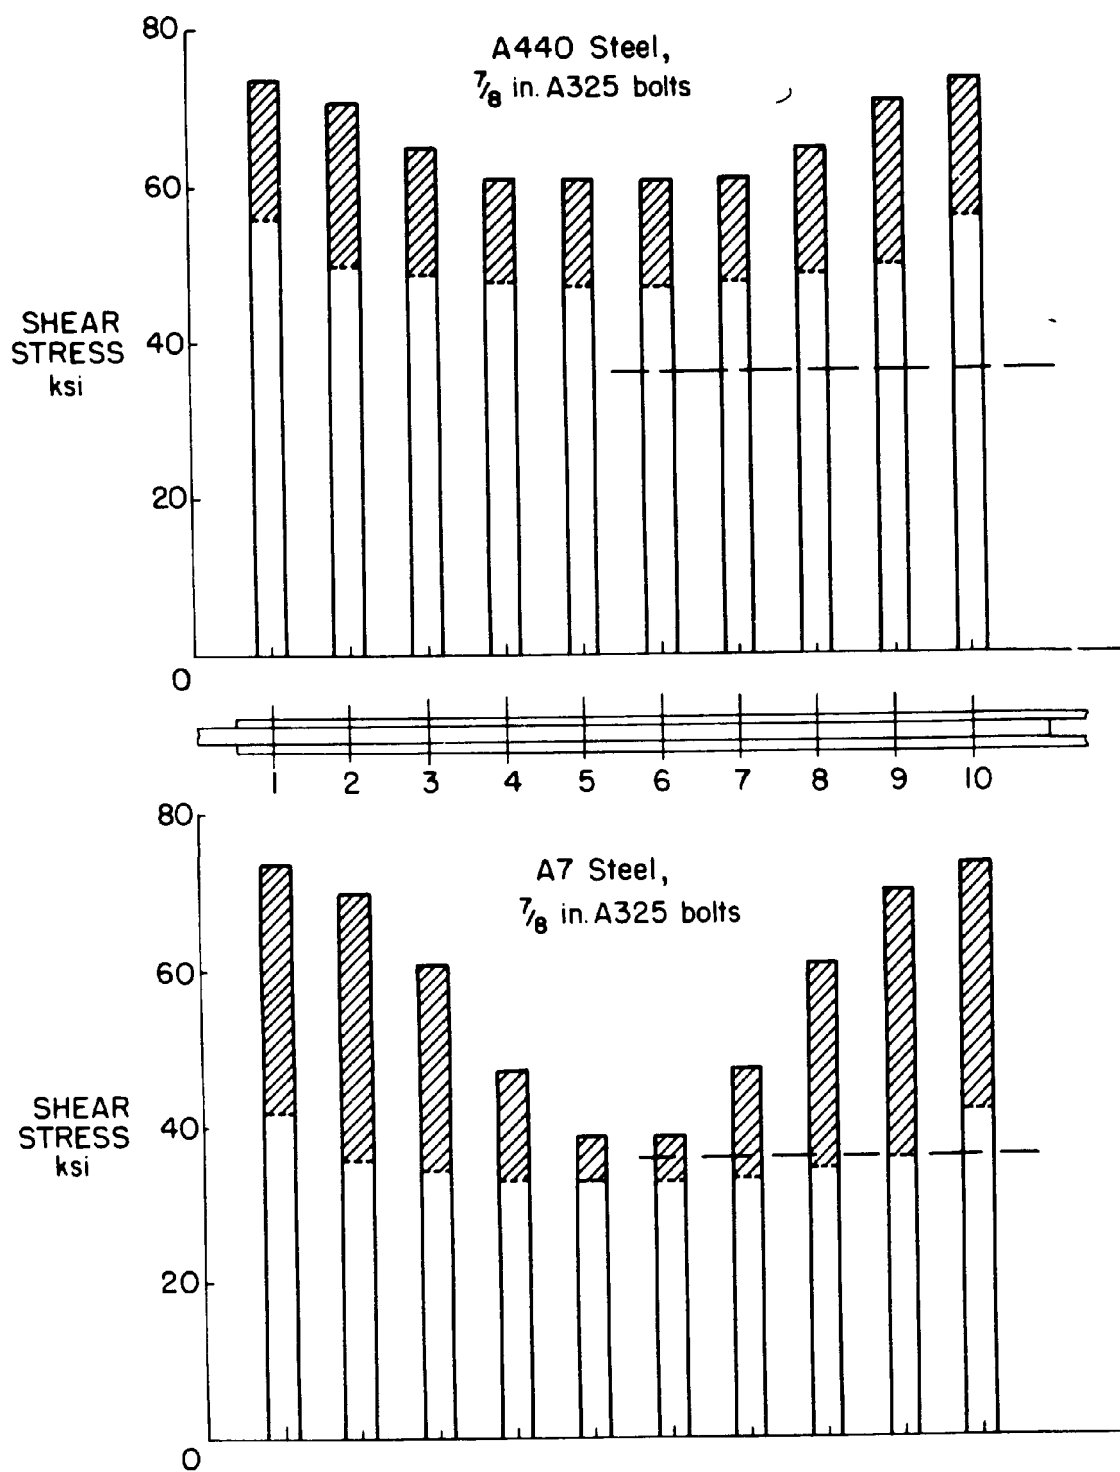 80
A440 Steel,
7/8 in. A325 bolts
60
SHEAR
STRESS
ksi
40
20
0
1 2 3 4 5 6 7 8 9 10
80
A7 Steel,
7/8 in. A325 bolts
60
SHEAR
STRESS
ksi
40
20
0